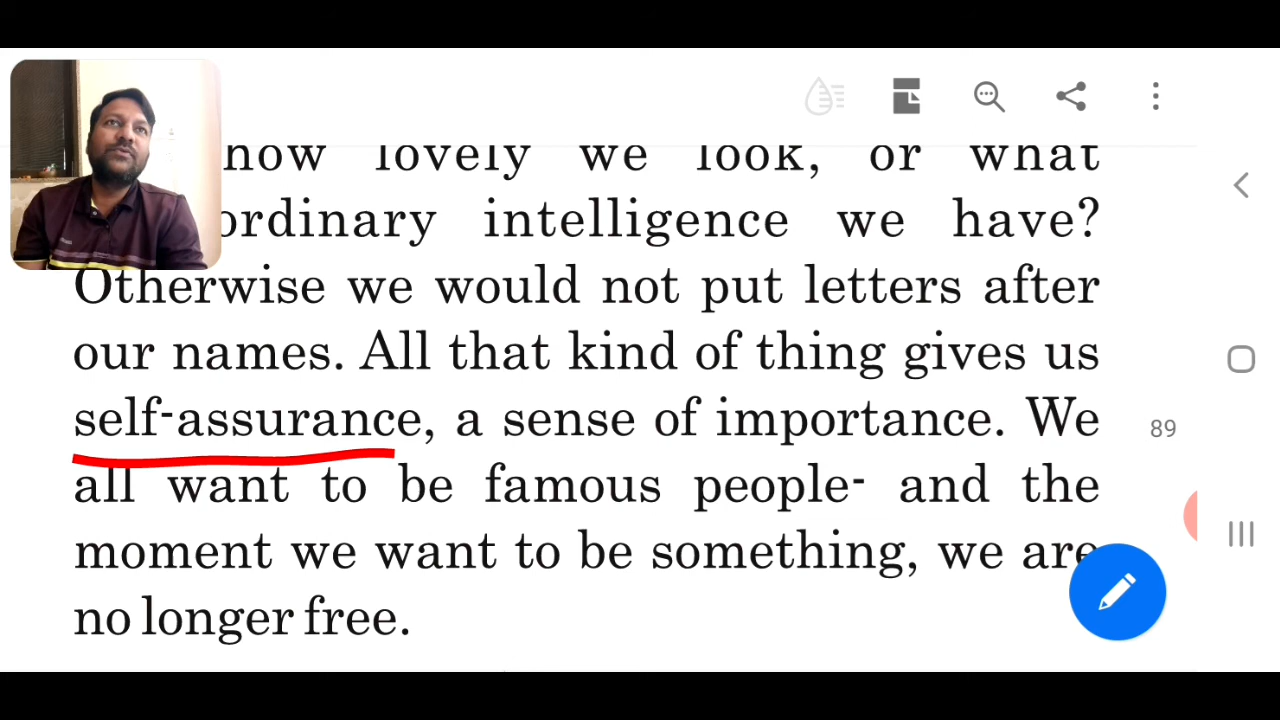 how lovely we look, or what
ordinary intelligence we have?
Otherwise we would not put letters after
our names. All that kind of thing gives us
self-assurance, a sense of importance. We
89
all want to be famous people- and the
moment we want to be something, we are
no longer free.